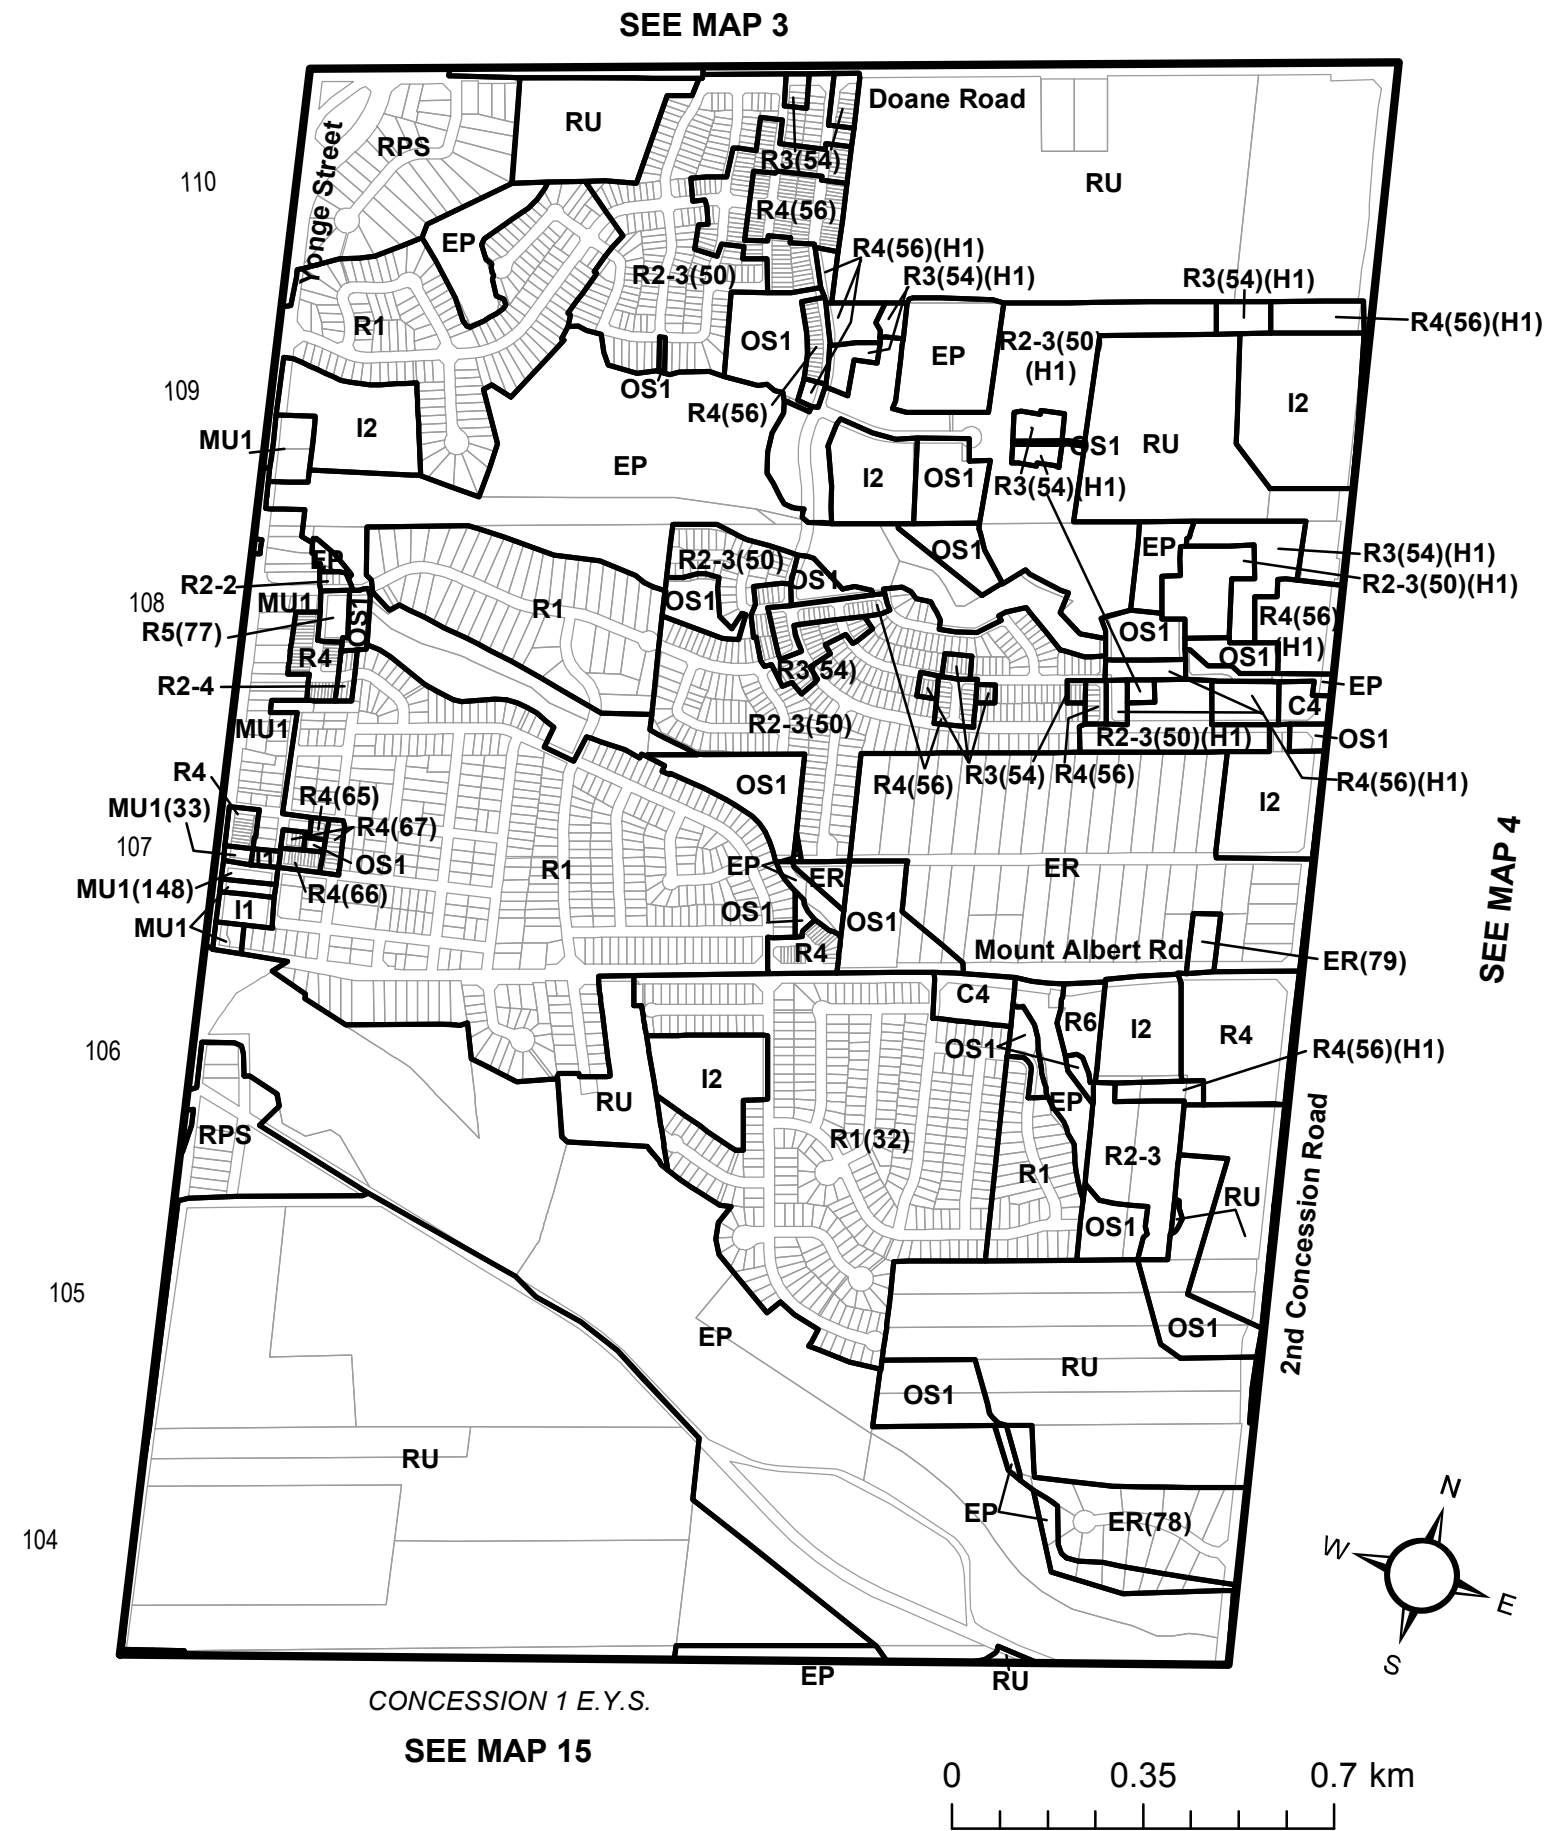 SEE MAP 3
Doane Road
RU
RPS
Yonge Street
R3(54)
110
RU
R4(56)
EP
R4(56)(H1)
R2-3(50)
R3(54)(H1)
R3(54)(H1)
R1
R4(56)(H1)
OS1
R2-3(50)
(H1)
EP
OS1
109
R4(56)
I2
I2
MU1
RU
OS1
EP
I2
OS1
R3(54)(H1)
OS1
EP
R3(54)(H1)
EP
R2-3(50)
OS1
R2-2
R2-3(50)(H1)
108
MU1
OS1
R1
OS1
R4(56)
(H1)
R5(77)
OS1
R4
OS1
R3(54)
R2-4
EP
C4
MU1
R2-3(50)
R2-3(50)(H1)
OS1
R4
R4(56)
R3(54)
R4(56)
R4(56)(H1)
OS1
R4(65)
I2
MU1(33)
R4(67)
107
I1
OS1
R1
EP
ER
ER
MU1(148)
R4(66)
I1
OS1
OS1
MU1
R4
Mount Albert Rd
ER(79)
SEE MAP 4
C4
R6
I2
R4
106
OS1
R4(56)(H1)
I2
RU
EP
RPS
R1(32)
R2-3
R1
RU
OS1
2nd Concession Road
105
EP
OS1
RU
OS1
RU
EP
ER(78)
104
N
W
E
S
EP
RU
CONCESSION 1 E.Y.S.
SEE MAP 15
0
0.35
0.7 km